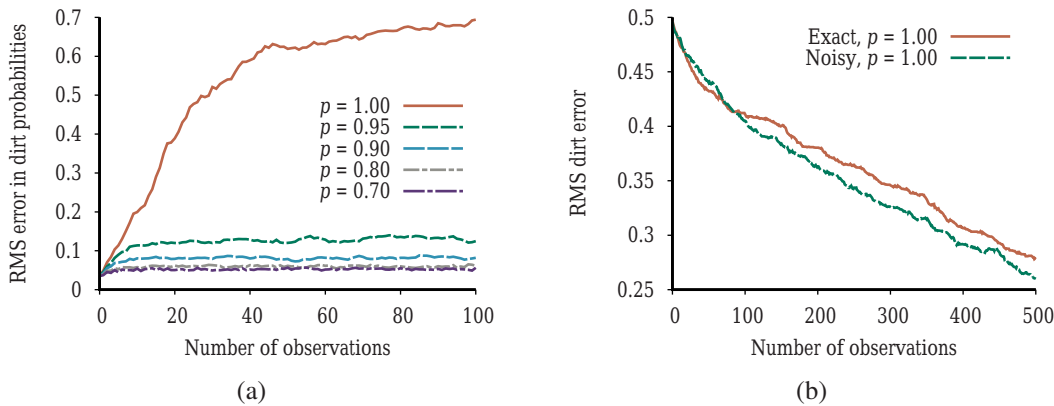 RMS error in dirt probabilities
0.7
0.6
0.5
0.4
0.3
0.2
0.1
0
p = 1.00
p = 0.95
p = 0.90
p = 0.80
p = 0.70
0 20 40 60 80 100
Number of observations
(a)
RMS dirt error
0.5
0.45
0.4
0.35
0.3
0.25
Exact, p = 1.00
Noisy, p = 1.00
0 100 200 300 400 500
Number of observations
(b)